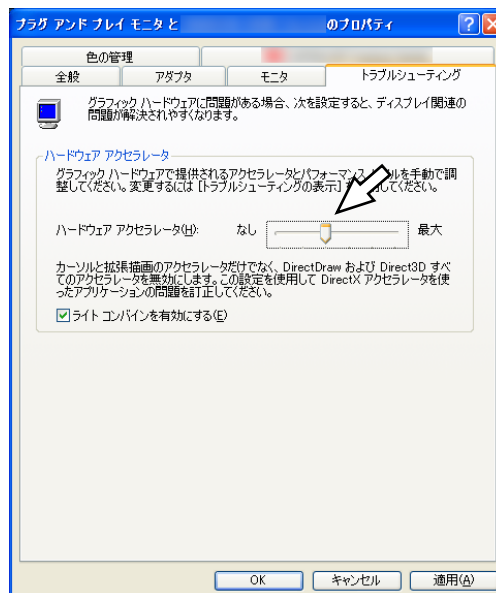 プラグ アンド プレイ モニタ と のプロパティ
色の管理
全般 アダプタ モニタ トラブルシューティング
グラフィック ハードウェアに問題がある場合、次を設定すると、ディスプレイ関連の
問題が解決されやすくなります。
ハードウェア アクセラレータ
グラフィック ハードウェアで提供されるアクセラレータとパフォーマンス レベルを手動で調
整してください。変更するには [トラブルシューティングの表示] してください。
ハードウェア アクセラレータ(H): なし 最大
カーソルと拡張描画のアクセラレータだけでなく、DirectDraw および Direct3D すべ
てのアクセラレータを無効にします。この設定を使用して DirectX アクセラレータを使
ったアプリケーションの問題を訂正してください。
ライト コンバインを有効にする(E)
OK キャンセル 適用(A)